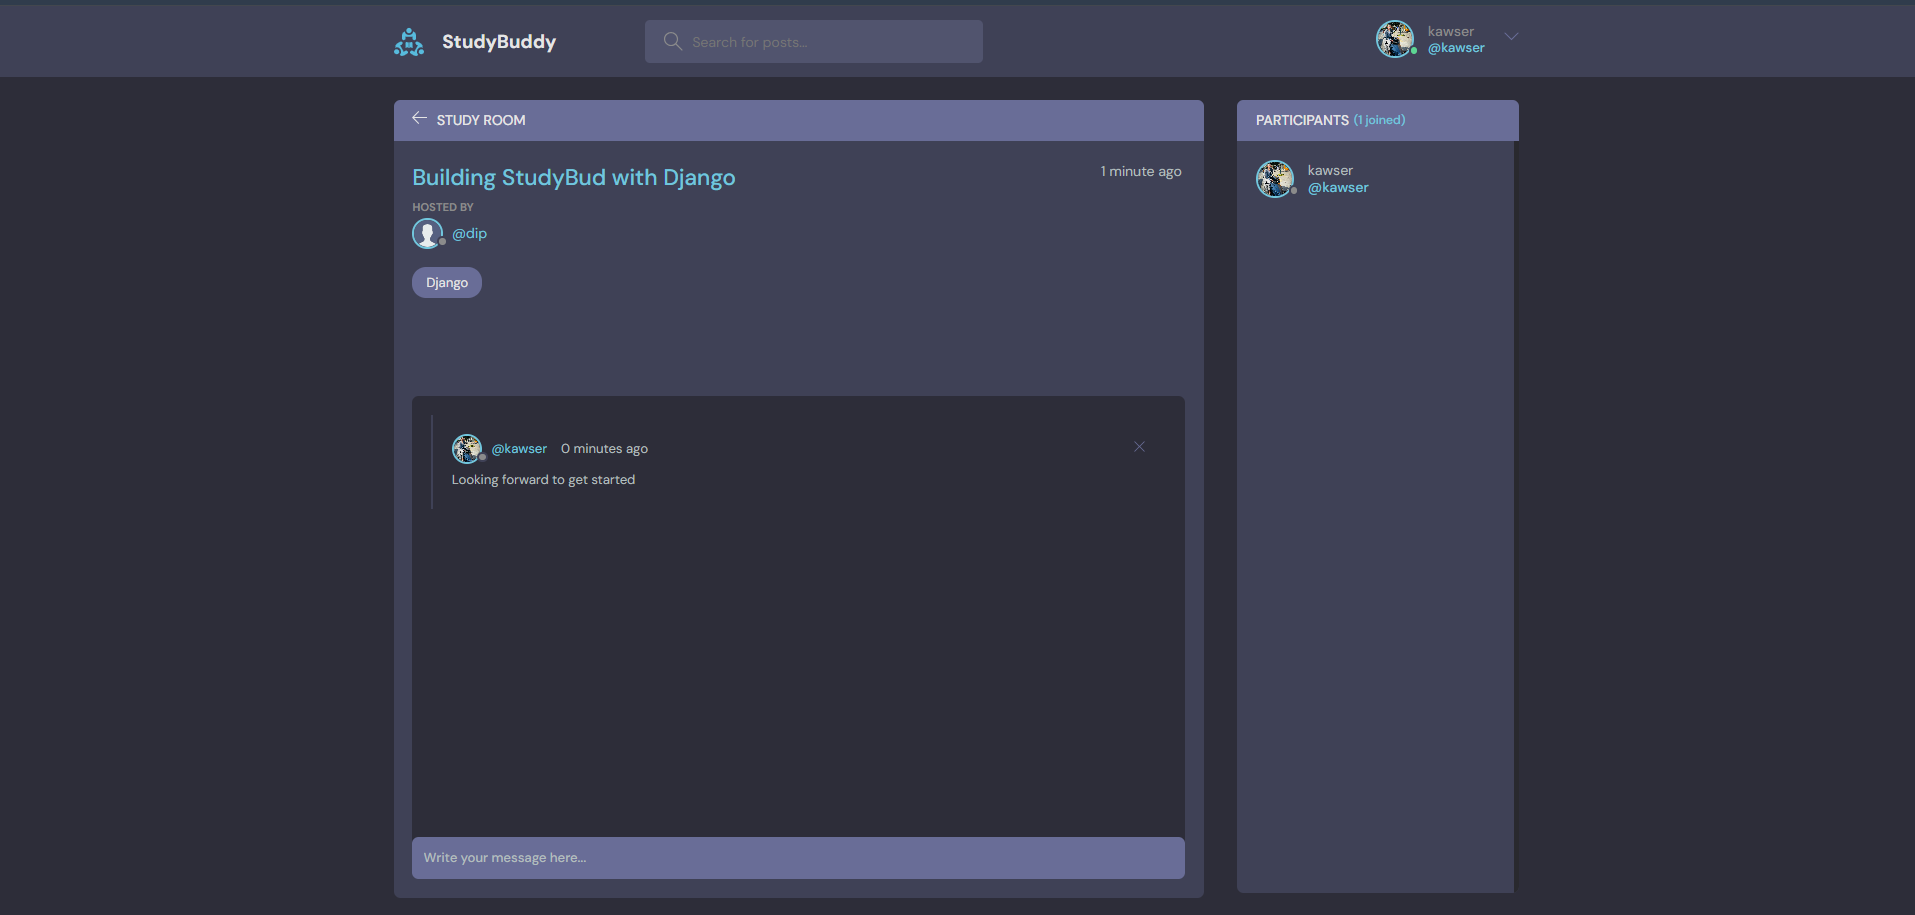 StudyBuddy
Search for posts...
kawser
@kawser
STUDY ROOM
Building StudyBud with Django
1 minute ago
HOSTED BY
@dip
Django
@kawser 0 minutes ago
Looking forward to get started
Write your message here...
PARTICIPANTS (1 joined)
kawser
@kawser